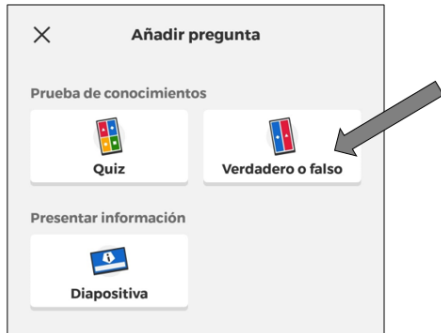 Añadir pregunta
Prueba de conocimientos
Quiz
Verdadero o falso
Presentar información
Diapositiva